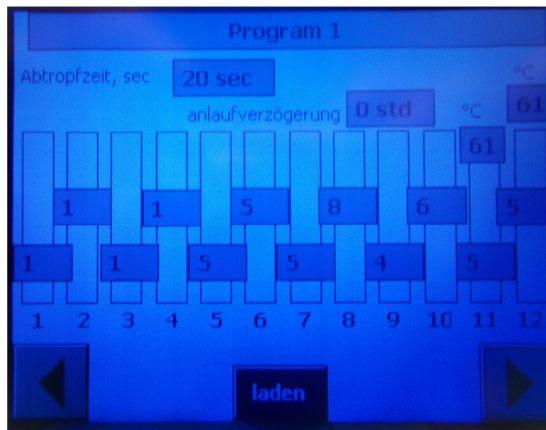 Program 1
Abtropfzeit, sec 20 sec °C
anlaufverzögerung 0 std °C 61
61
1 1 5 8 6 5
1 1 5 5 4 5
1 2 3 4 5 6 7 8 9 10 11 12
laden